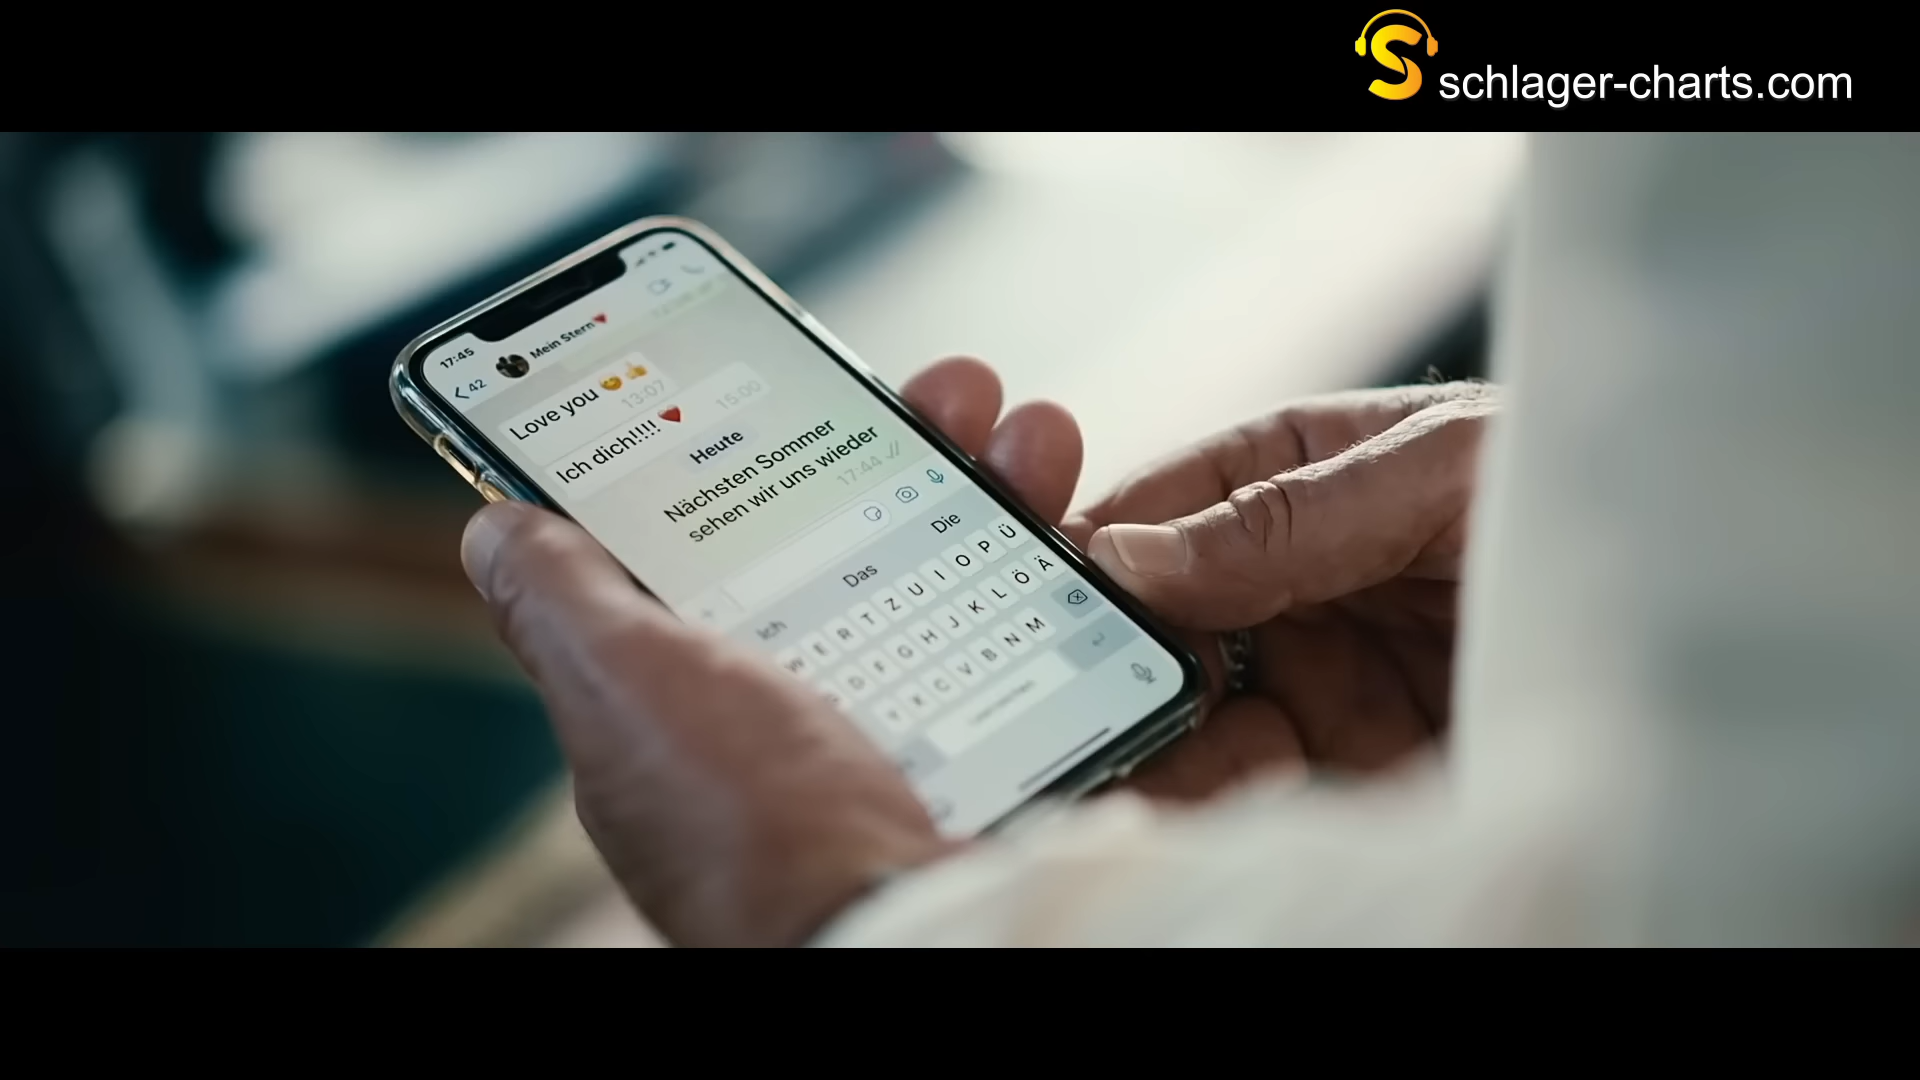 schlager-charts.com
17:45
42
Mein Stern❤
Love you 😍👍
13:07
Ich dich!!!! ❤
15:00
Heute
Nächsten Sommer
sehen wir uns wieder
17:44
Ich Das Die
W E R T Z U I O P Ü
D F G H J K L Ö Ä
Y X C V B N M